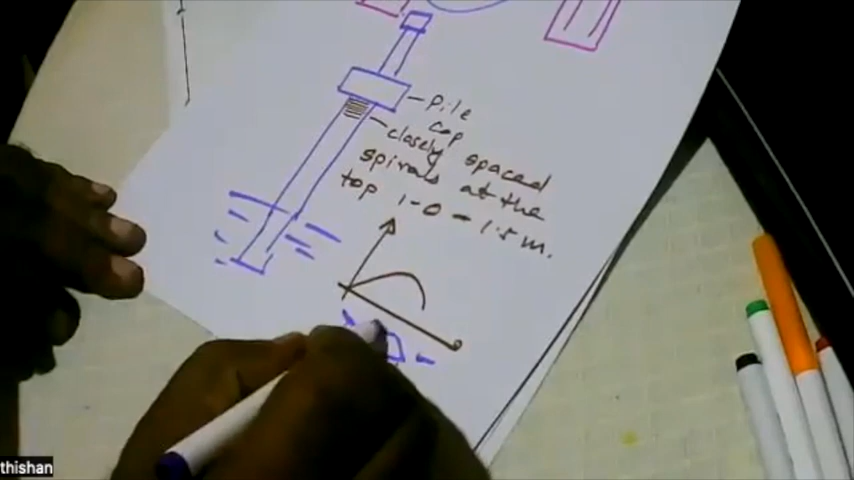 pile
cap
closely spaced
spirals at the
top 1.0 - 1.5 m.
thishan